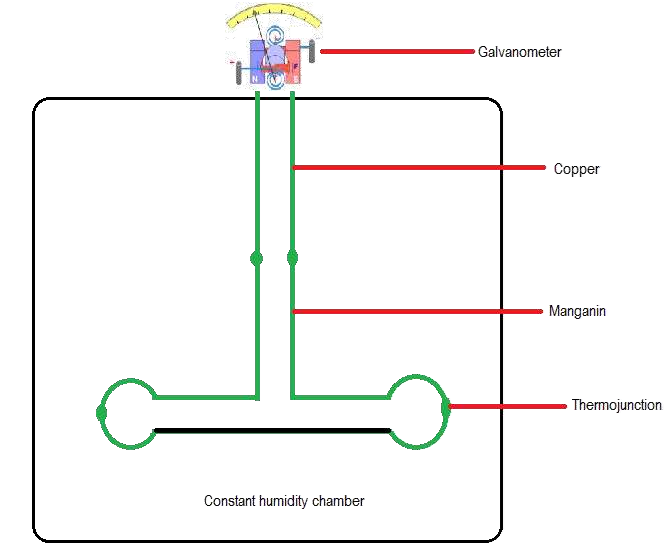 N
F
S
Galvanometer
Copper
Manganin
Thermojunction
Constant humidity chamber